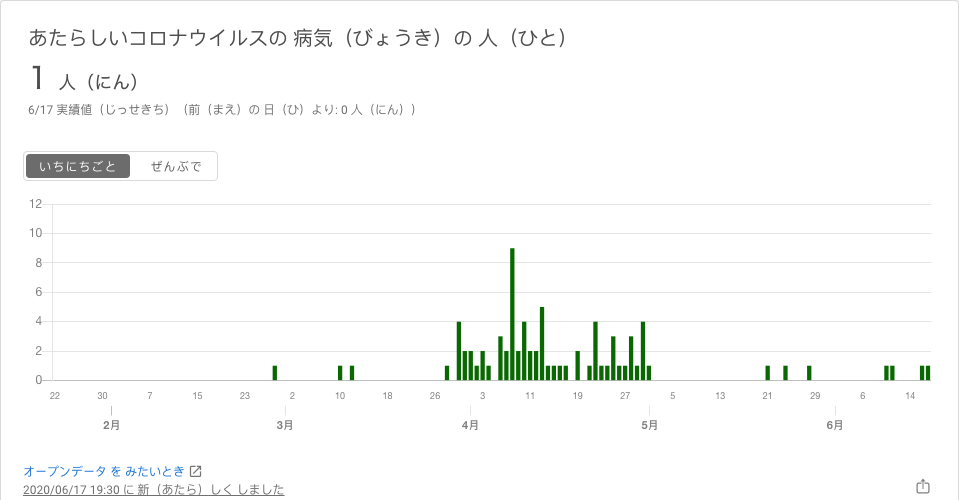 あたらしいコロナウイルスの 病気（びょうき）の 人（ひと）
1 人（にん）
6/17 実績値（じっせきち）（前（まえ）の 日（ひ）より: 0 人（にん））
いちにちごと ぜんぶで
12
10
8
6
4
2
0
22 30 7 15 23 2 10 18 26 3 11 19 27 5 13 21 29 6 14
2月 3月 4月 5月 6月
オープンデータ を みたいとき
2020/06/17 19:30 に 新（あたら）しく しました